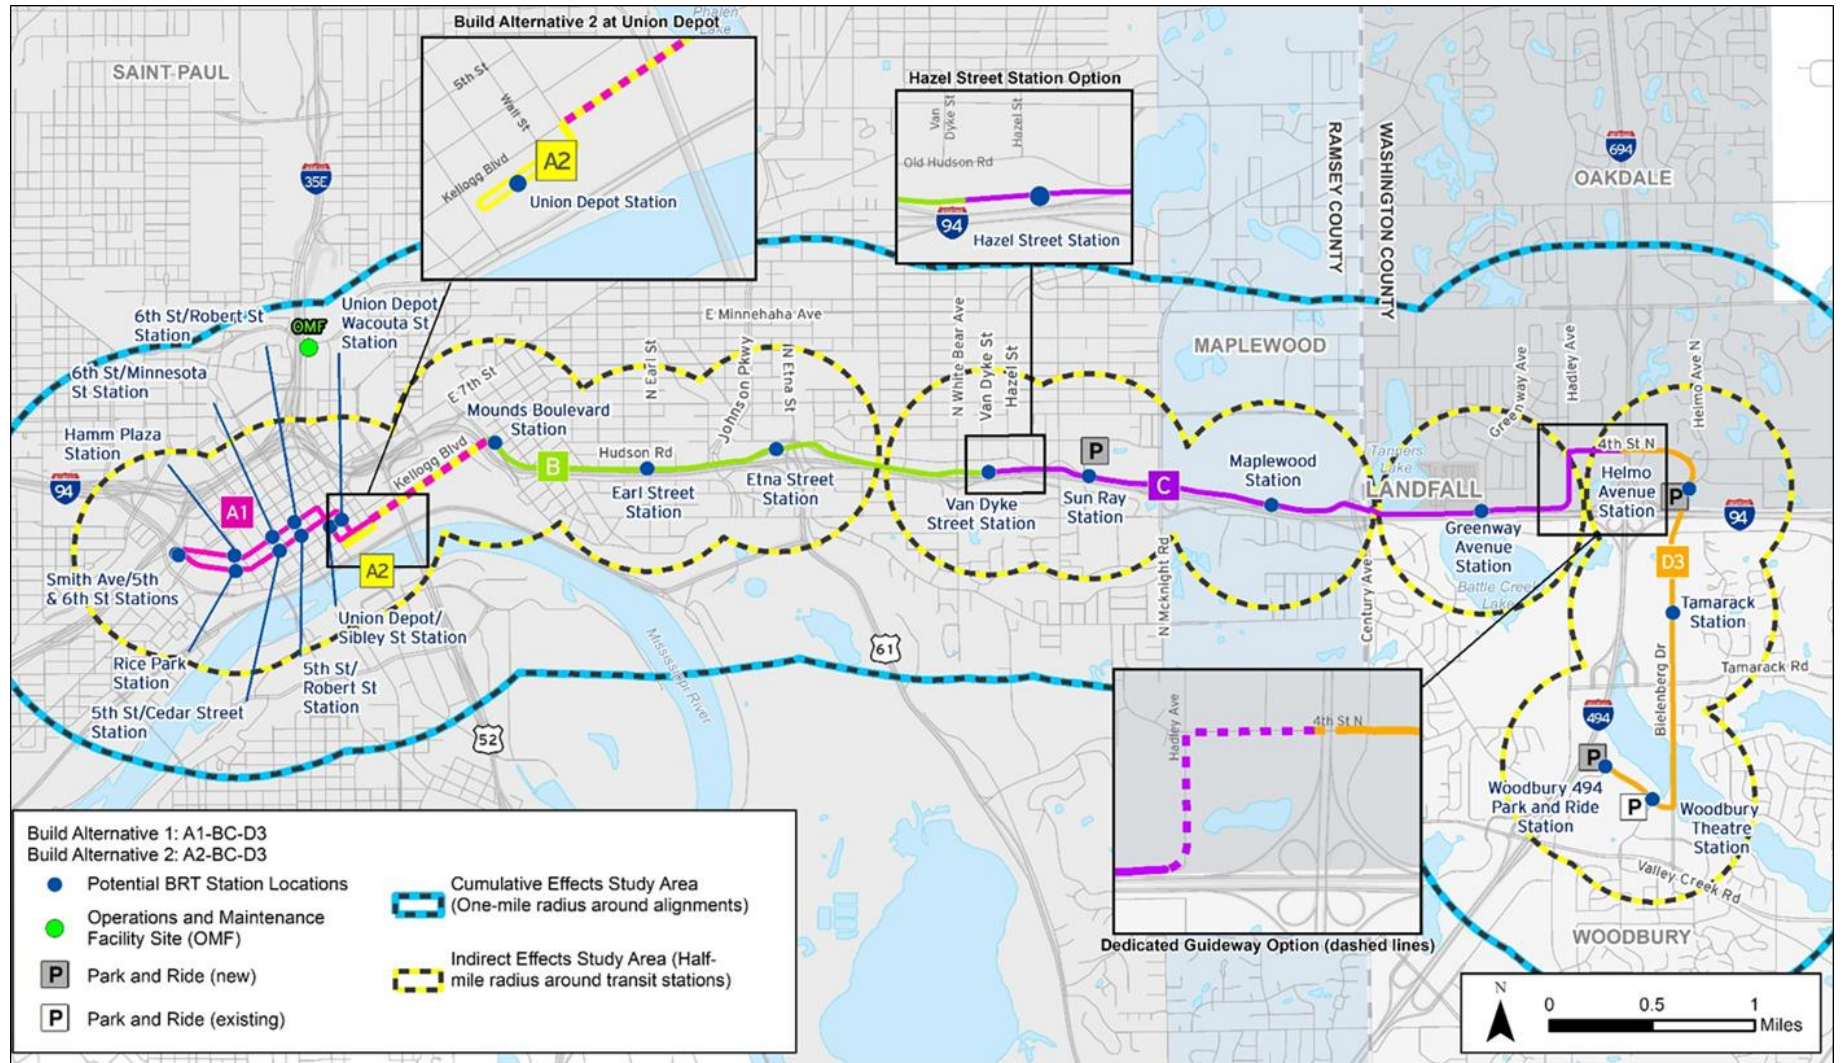 Build Alternative 2 at Union Depot
Phalen
Lake
SAINT PAUL
5th St
Wall St
A2
Kellogg Blvd
Union Depot Station
35E
Hazel Street Station Option
Van
Dyke St
Hazel St
Old Hudson Rd
94
Hazel Street Station
RAMSEY COUNTY
WASHINGTON COUNTY
694
OAKDALE
6th St/Robert St
Station
OMF
Union Depot/
Wacouta St
Station
6th St/Minnesota
St Station
Hamm Plaza
Station
94
A1
Smith Ave/5th
& 6th St Stations
Rice Park
Station
5th St/Cedar Street
Station
5th St/
Robert St
Station
Union Depot/
Sibley St Station
A2
E 7th St
Kellogg Blvd
Mounds Boulevard
Station
B
Hudson Rd
N Earl St
Earl Street
Station
E Minnehaha Ave
Johnson Pkwy
N Etna St
Etna Street
Station
N White Bear Ave
Van Dyke St
Hazel St
Van Dyke
Street Station
P
Sun Ray
Station
C
N Mcknight Rd
MAPLEWOOD
Maplewood
Station
Century Ave
Tanners
Lake
LANDFALL
Greenway Ave
Greenway
Avenue
Station
Battle Creek
Lake
Hadley Ave
4th St N
Helmo Ave N
Helmo
Avenue
Station
P
94
D3
Tamarack
Station
Tamarack Rd
Bielenberg Dr
494
P
Woodbury 494
Park and Ride
Station
P
Woodbury
Theatre
Station
Valley Creek Rd
WOODBURY
61
52
Mississippi River
Hadley Ave
4th St N
Dedicated Guideway Option (dashed lines)
Build Alternative 1: A1-BC-D3
Build Alternative 2: A2-BC-D3
Potential BRT Station Locations
Operations and Maintenance
Facility Site (OMF)
P Park and Ride (new)
P Park and Ride (existing)
Cumulative Effects Study Area
(One-mile radius around alignments)
Indirect Effects Study Area (Half-
mile radius around transit stations)
N
0 0.5 1
Miles